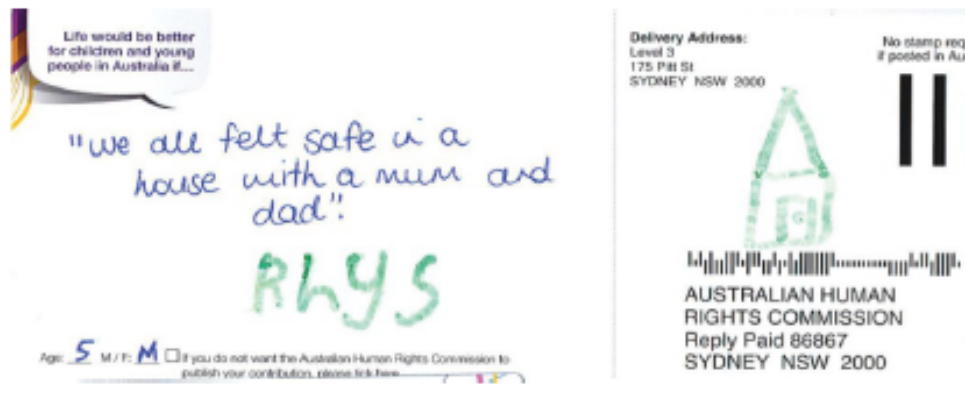 Life would be better
for children and young
people in Australia if....
"we all felt safe in a
house with a mum and
dad".
Rhys
Age: 5 M / F: M If you do not want the Australian Human Rights Commission to
publish your contribution, please tick here
Delivery Address:
Level 3
175 Pitt St
SYDNEY NSW 2000
No stamp req
if posted in Au
AUSTRALIAN HUMAN
RIGHTS COMMISSION
Reply Paid 86867
SYDNEY NSW 2000